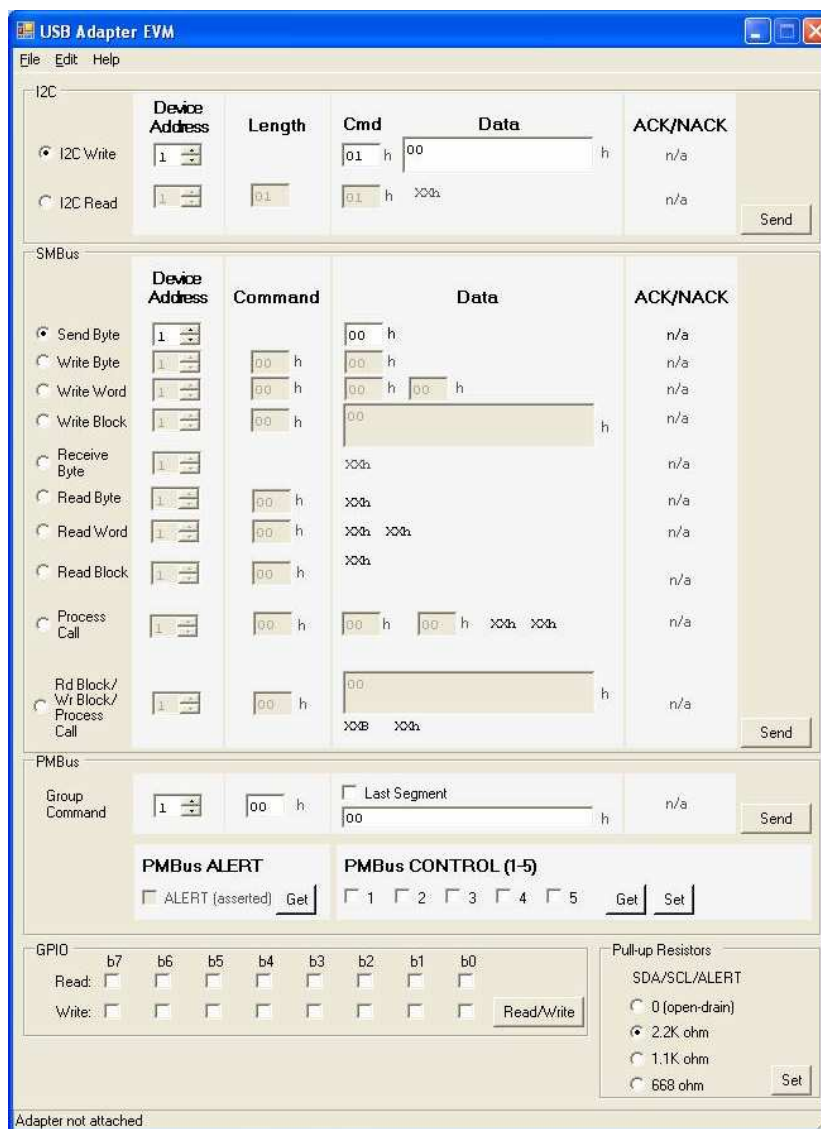 USB Adapter EVM
File Edit Help
I2C
Device Address Length Cmd Data ACK/NACK
I2C Write 1 01 h 00 h n/a
I2C Read 1 01 01 h XXh n/a
Send
SMBus
Device Address Command Data ACK/NACK
Send Byte 1 00 h n/a
Write Byte 1 00 h 00 h n/a
Write Word 1 00 h 00 h 00 h n/a
Write Block 1 00 h 00 h n/a
Receive Byte 1 XXh n/a
Read Byte 1 00 h XXh n/a
Read Word 1 00 h XXh XXh n/a
Read Block 1 00 h XXh n/a
Process Call 1 00 h 00 h 00 h XXh XXh n/a
Rd Block/ Wr Block/ Process Call 1 00 h 00 h n/a
XXB XXh
Send
PMBus
Group Command 1 00 h Last Segment n/a
00 h Send
PMBus ALERT PMBus CONTROL (1-5)
ALERT (asserted) Get 1 2 3 4 5 Get Set
GPIO
b7 b6 b5 b4 b3 b2 b1 b0
Read:
Write: Read/Write
Pull-up Resistors
SDA/SCL/ALERT
0 (open-drain)
2.2K ohm
1.1K ohm
668 ohm Set
Adapter not attached